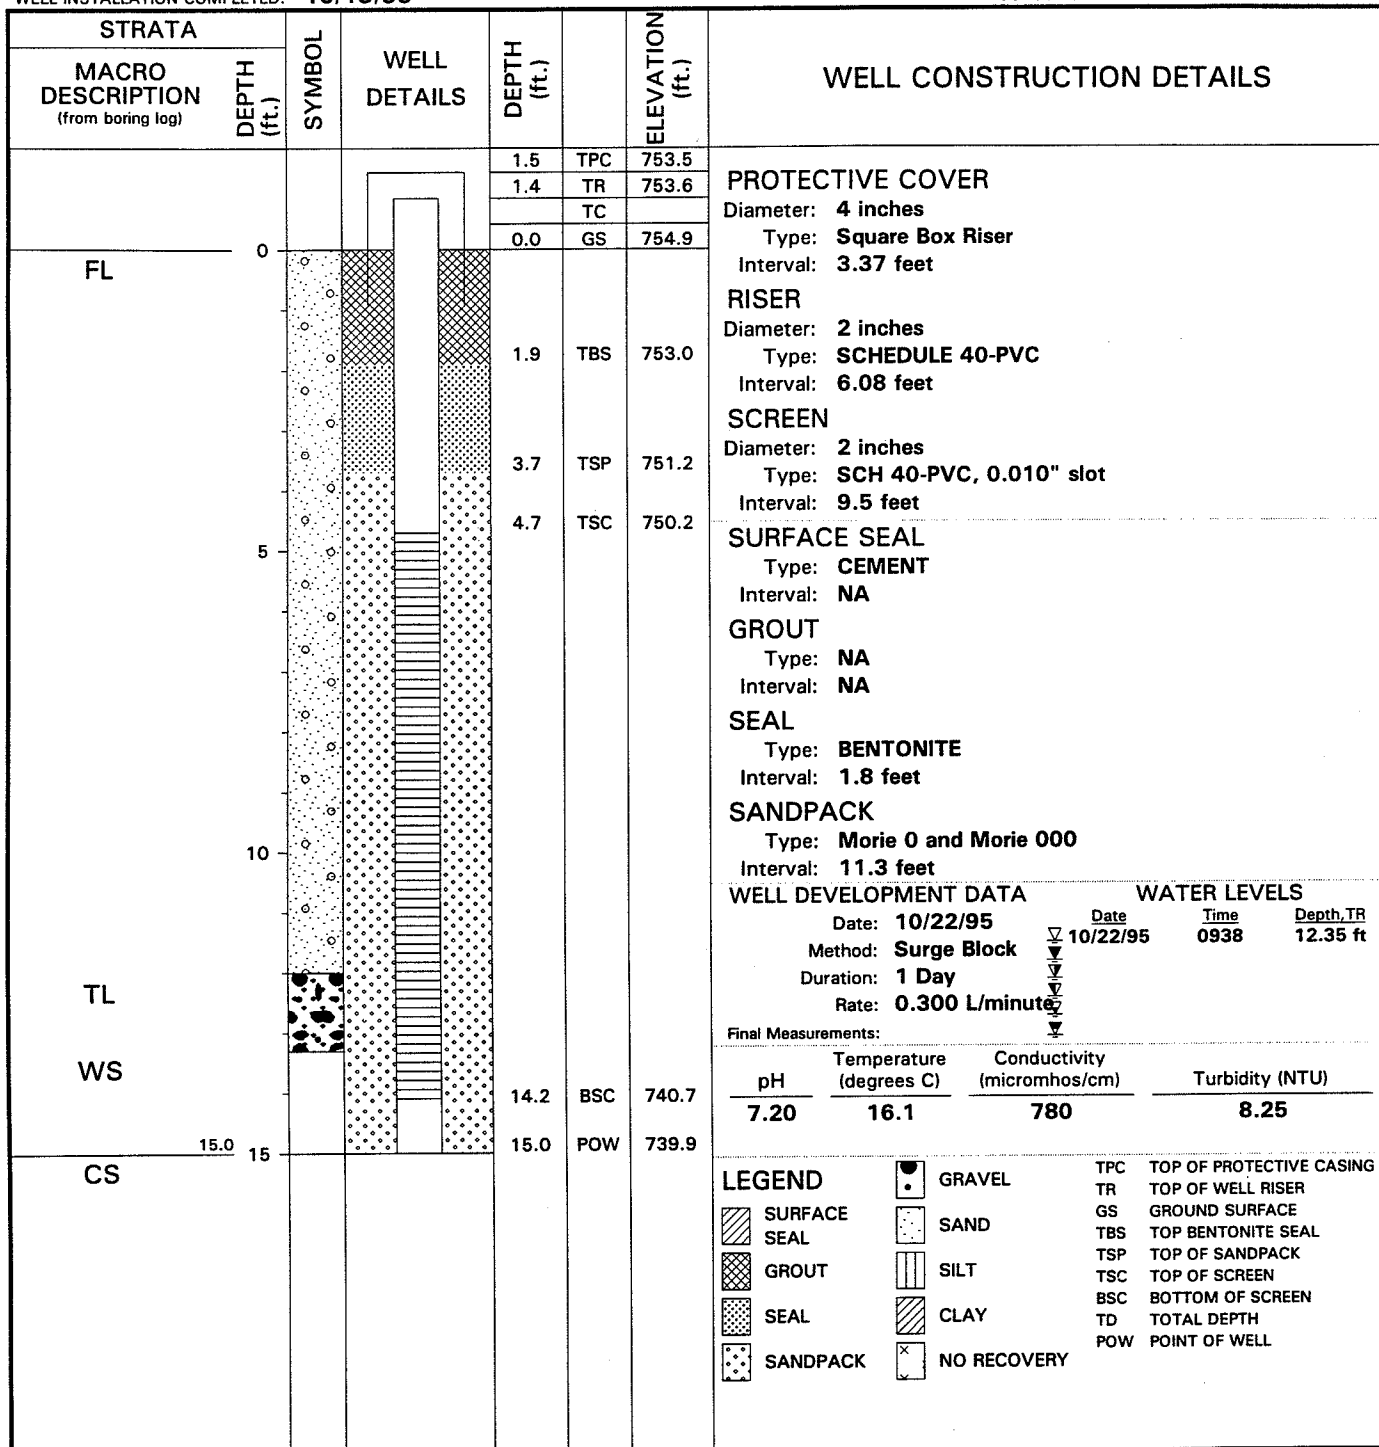 STRATA
MACRO
DESCRIPTION
(from boring log)
DEPTH
(ft.)
SYMBOL
WELL
DETAILS
DEPTH
(ft.)
ELEVATION
(ft.)
WELL CONSTRUCTION DETAILS
1.5 TPC 753.5
1.4 TR 753.6
TC
0.0 GS 754.9
0
FL
1.9 TBS 753.0
3.7 TSP 751.2
4.7 TSC 750.2
5
10
TL
WS
14.2 BSC 740.7
15.0 15
15.0 POW 739.9
CS
PROTECTIVE COVER
Diameter: 4 inches
Type: Square Box Riser
Interval: 3.37 feet
RISER
Diameter: 2 inches
Type: SCHEDULE 40-PVC
Interval: 6.08 feet
SCREEN
Diameter: 2 inches
Type: SCH 40-PVC, 0.010" slot
Interval: 9.5 feet
SURFACE SEAL
Type: CEMENT
Interval: NA
GROUT
Type: NA
Interval: NA
SEAL
Type: BENTONITE
Interval: 1.8 feet
SANDPACK
Type: Morie 0 and Morie 000
Interval: 11.3 feet
WELL DEVELOPMENT DATA
Date: 10/22/95
Method: Surge Block
Duration: 1 Day
Rate: 0.300 L/minute
Final Measurements:
WATER LEVELS
Date Time Depth,TR
10/22/95 0938 12.35 ft
pH Temperature (degrees C) Conductivity (micromhos/cm) Turbidity (NTU)
7.20 16.1 780 8.25
LEGEND
SURFACE
SEAL
GROUT
SEAL
SANDPACK
GRAVEL
SAND
SILT
CLAY
NO RECOVERY
TPC TOP OF PROTECTIVE CASING
TR TOP OF WELL RISER
GS GROUND SURFACE
TBS TOP BENTONITE SEAL
TSP TOP OF SANDPACK
TSC TOP OF SCREEN
BSC BOTTOM OF SCREEN
TD TOTAL DEPTH
POW POINT OF WELL